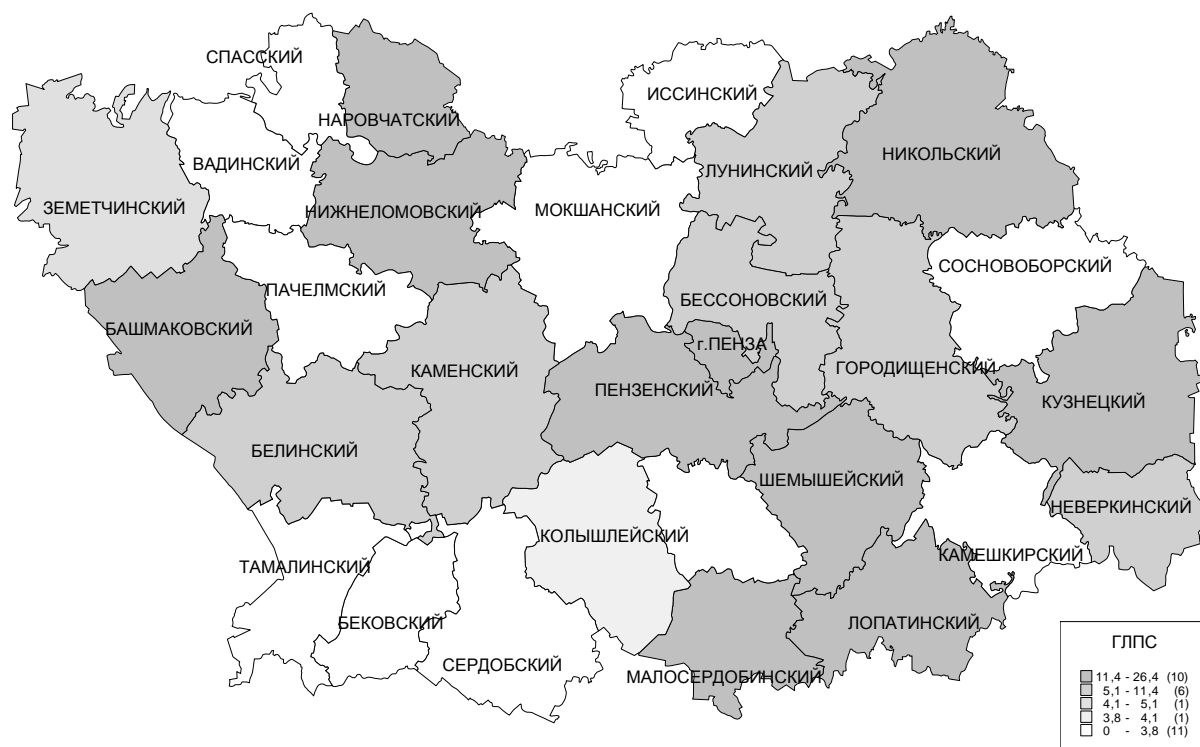 СПАССКИЙ
ИССИНСКИЙ
НАРОВЧАТСКИЙ
НИКОЛЬСКИЙ
ВАДИНСКИЙ
ЛУНИНСКИЙ
ЗЕМЕТЧИНСКИЙ
НИЖНЕЛОМОВСКИЙ
МОКШАНСКИЙ
СОСНОВОБОРСКИЙ
ПАЧЕЛМСКИЙ
БЕССОНОВСКИЙ
БАШМАКОВСКИЙ
г.ПЕНЗА
КАМЕНСКИЙ
ГОРОДИЩЕНСКИЙ
ПЕНЗЕНСКИЙ
КУЗНЕЦКИЙ
БЕЛИНСКИЙ
ШЕМЫШЕЙСКИЙ
НЕВЕРКИНСКИЙ
КОЛЫШЛЕЙСКИЙ
КАМЕШКИРСКИЙ
ТАМАЛИНСКИЙ
БЕКОВСКИЙ
ЛОПАТИНСКИЙ
СЕРДОБСКИЙ
МАЛОСЕРДОБИНСКИЙ
ГЛПС
11,4 - 26,4 (10)
5,1 - 11,4 (6)
4,1 - 5,1 (1)
3,8 - 4,1 (1)
0 - 3,8 (11)